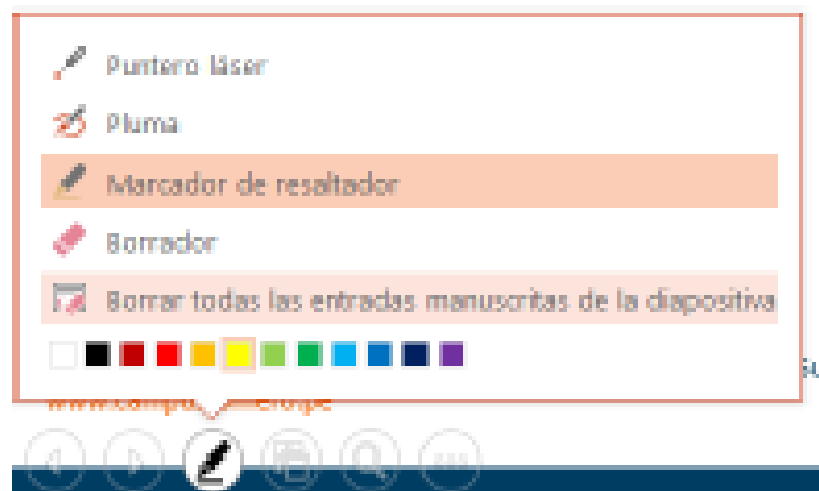 Puntero láser
Pluma
Marcador de resaltador
Borrador
Borrar todas las entradas manuscritas de la diapositiva